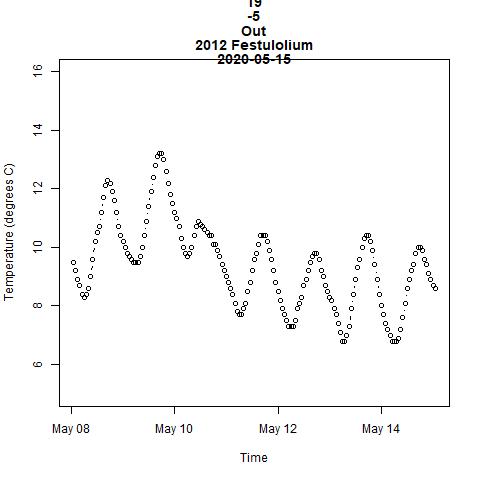 19
-5
Out
2012 Festulolium
2020-05-15
Temperature (degrees C)
16
14
12
10
8
6
May 08
May 10
May 12
May 14
Time